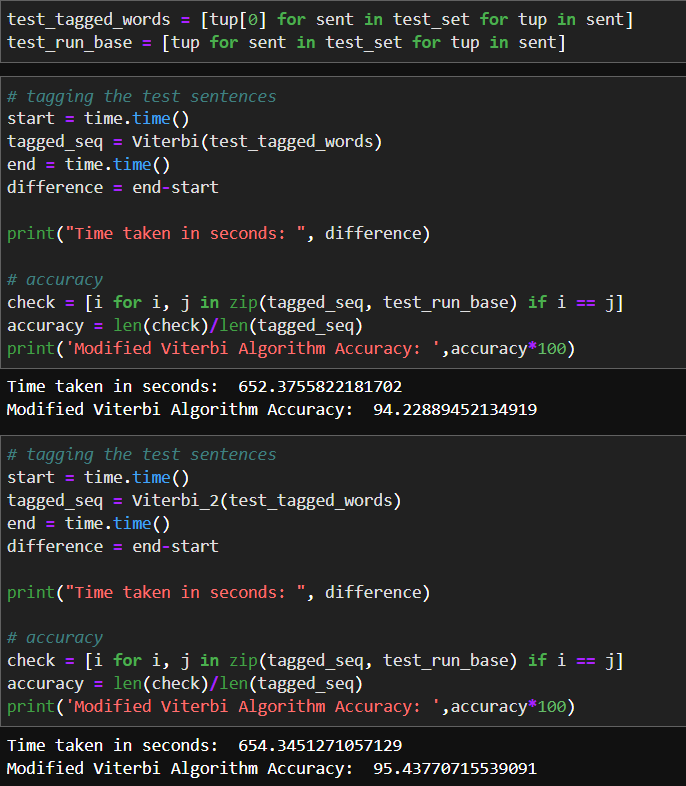 test_tagged_words = [tup[0] for sent in test_set for tup in sent]
test_run_base = [tup for sent in test_set for tup in sent]
# tagging the test sentences
start = time.time()
tagged_seq = Viterbi(test_tagged_words)
end = time.time()
difference = end-start
print("Time taken in seconds: ", difference)
# accuracy
check = [i for i, j in zip(tagged_seq, test_run_base) if i == j]
accuracy = len(check)/len(tagged_seq)
print('Modified Viterbi Algorithm Accuracy: ',accuracy*100)
Time taken in seconds:  652.3755822181702
Modified Viterbi Algorithm Accuracy:  94.22889452134919
# tagging the test sentences
start = time.time()
tagged_seq = Viterbi_2(test_tagged_words)
end = time.time()
difference = end-start
print("Time taken in seconds: ", difference)
# accuracy
check = [i for i, j in zip(tagged_seq, test_run_base) if i == j]
accuracy = len(check)/len(tagged_seq)
print('Modified Viterbi Algorithm Accuracy: ',accuracy*100)
Time taken in seconds:  654.3451271057129
Modified Viterbi Algorithm Accuracy:  95.43770715539091